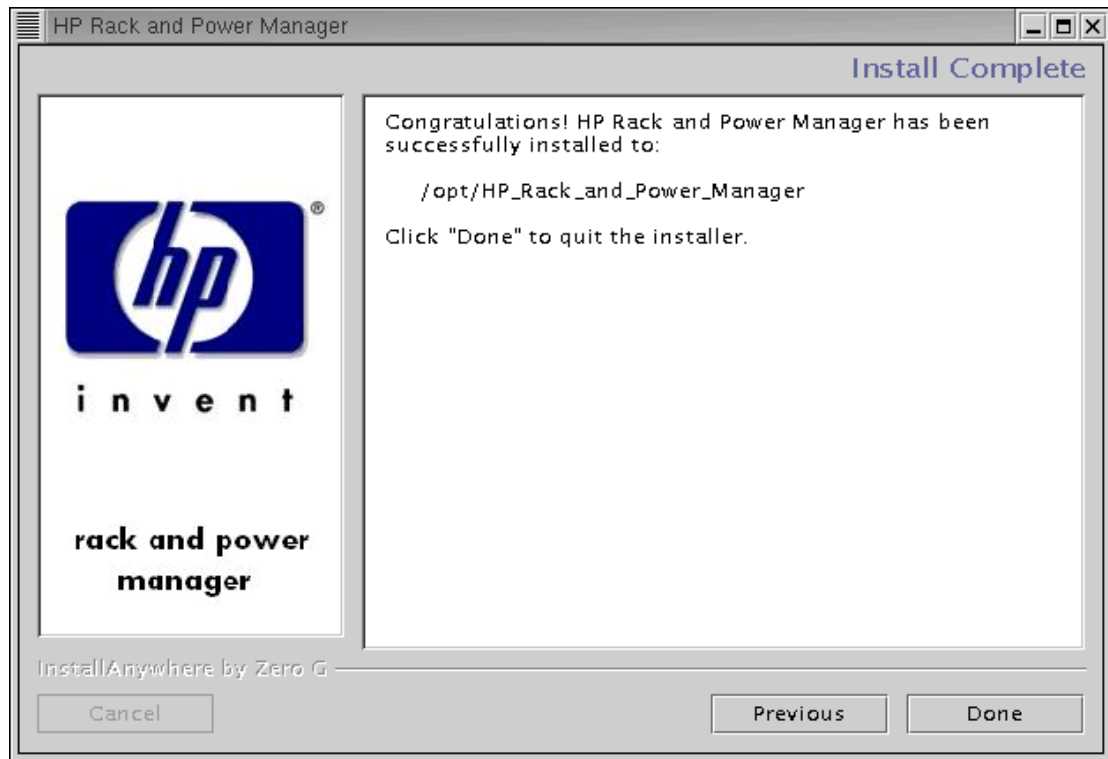 HP Rack and Power Manager
Install Complete
hp
®
invent
rack and power
manager
Congratulations! HP Rack and Power Manager has been
successfully installed to:
/opt/HP_Rack_and_Power_Manager
Click "Done" to quit the installer.
InstallAnywhere by Zero G
Cancel
Previous
Done